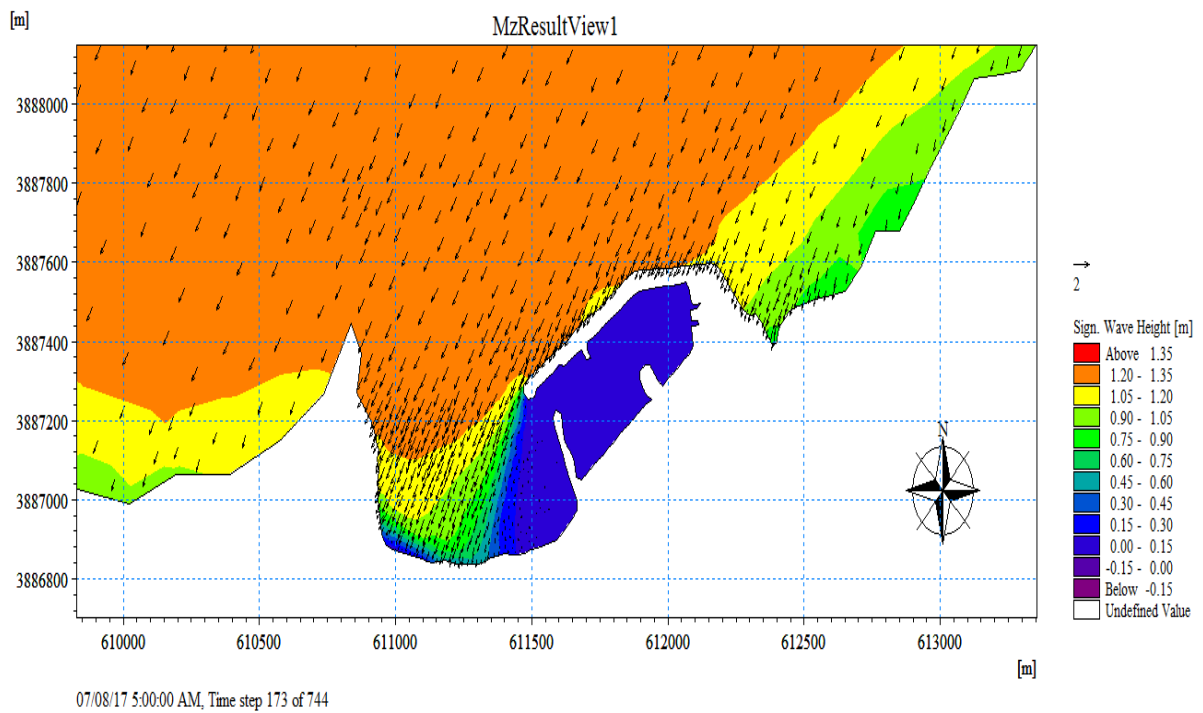 [m]
MzResultView1
3888000
3887800
3887600
3887400
3887200
3887000
3886800
610000 610500 611000 611500 612000 612500 613000
[m]
N
2
Sign. Wave Height [m]
Above 1.35
1.20 - 1.35
1.05 - 1.20
0.90 - 1.05
0.75 - 0.90
0.60 - 0.75
0.45 - 0.60
0.30 - 0.45
0.15 - 0.30
0.00 - 0.15
-0.15 - 0.00
Below -0.15
Undefined Value
07/08/17 5:00:00 AM, Time step 173 of 744